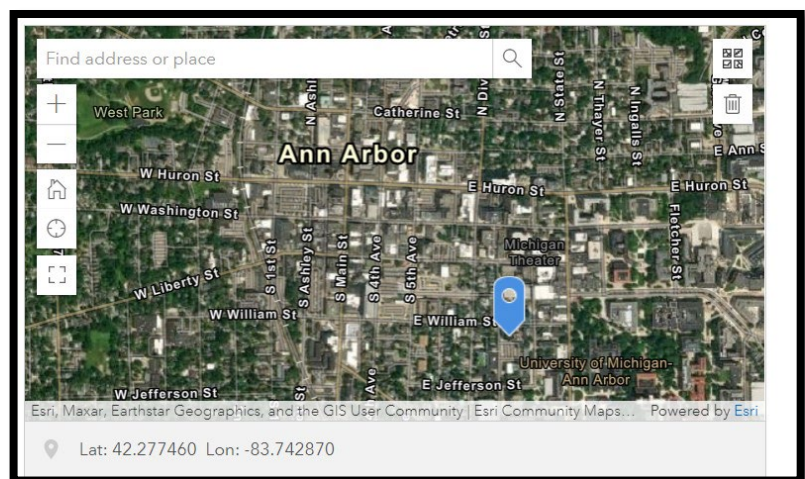 Find address or place
West Park
Catherine St
N Ashl
N Div
N State St
N Thayer St
N Ingalls St
Ann Arbor
E Ann S
W Huron St
E Huron St
E Huron St
W Washington St
Fletcher St
Michigan
Theater
W Liberty St
S 1st St
S Ashley St
S Main St
S 4th Ave
S 5th Ave
W William St
E William St
University of Michigan-
Ann Arbor
W Jefferson St
E Jefferson St
Esri, Maxar, Earthstar Geographics, and the GIS User Community | Esri Community Maps... Powered by Esri
Lat: 42.277460 Lon: -83.742870